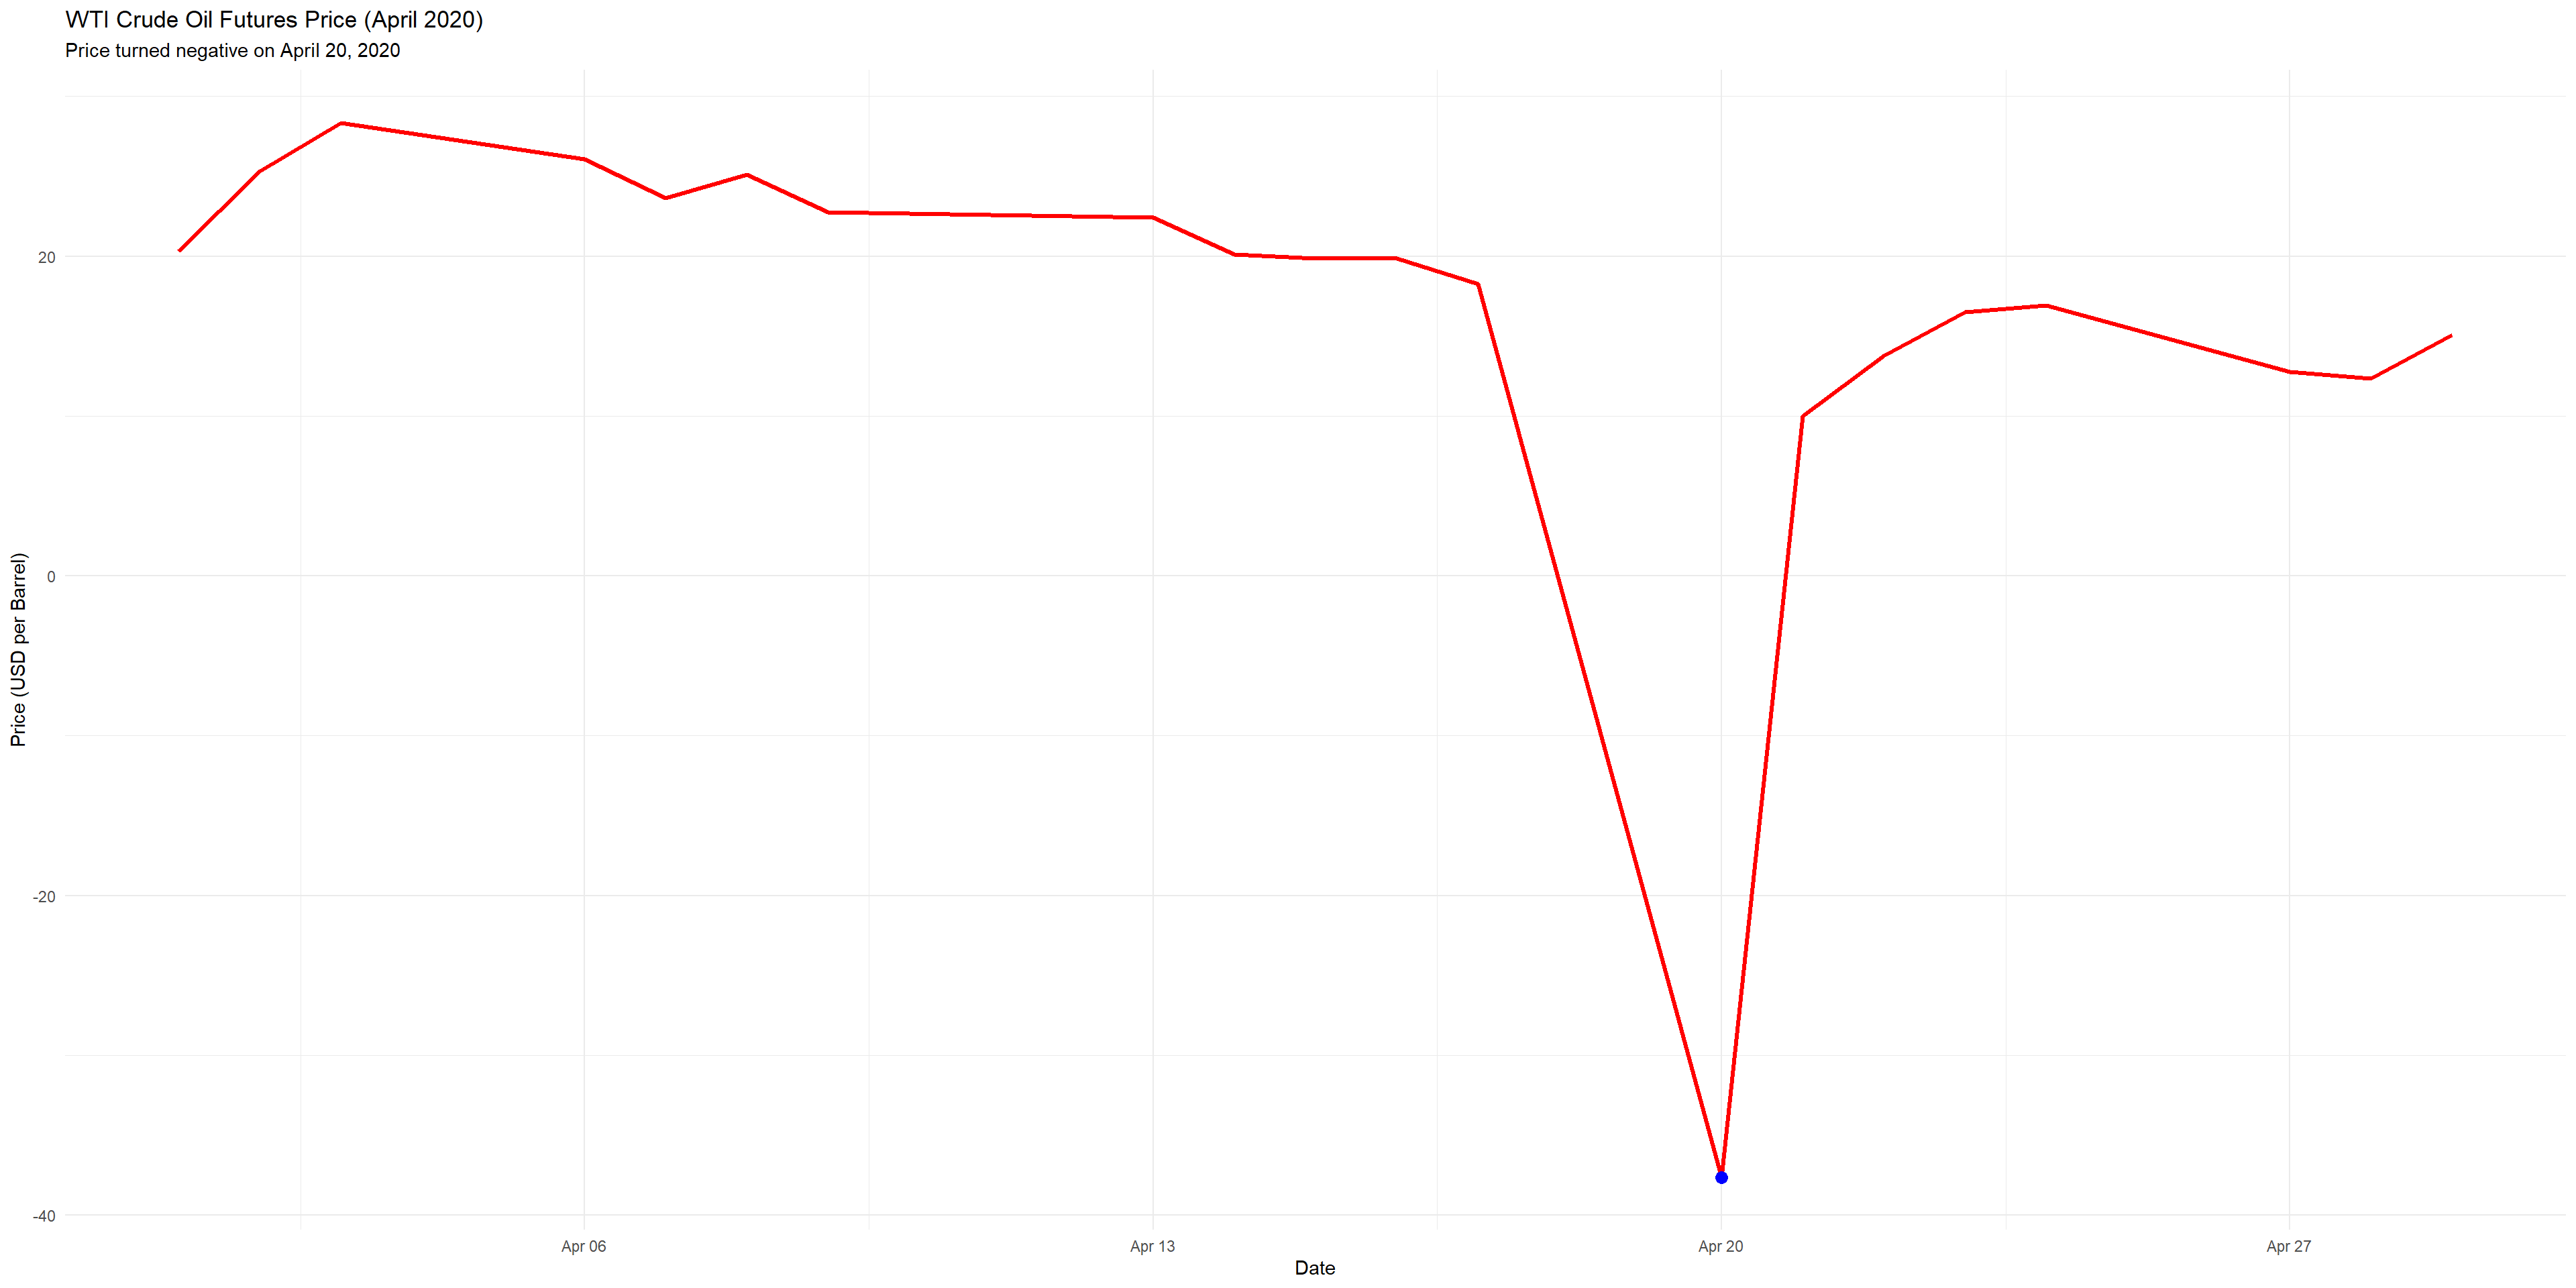 WTI Crude Oil Futures Price (April 2020)
Price turned negative on April 20, 2020
Price (USD per Barrel)
20
0
-20
-40
Apr 06
Apr 13
Apr 20
Apr 27
Date